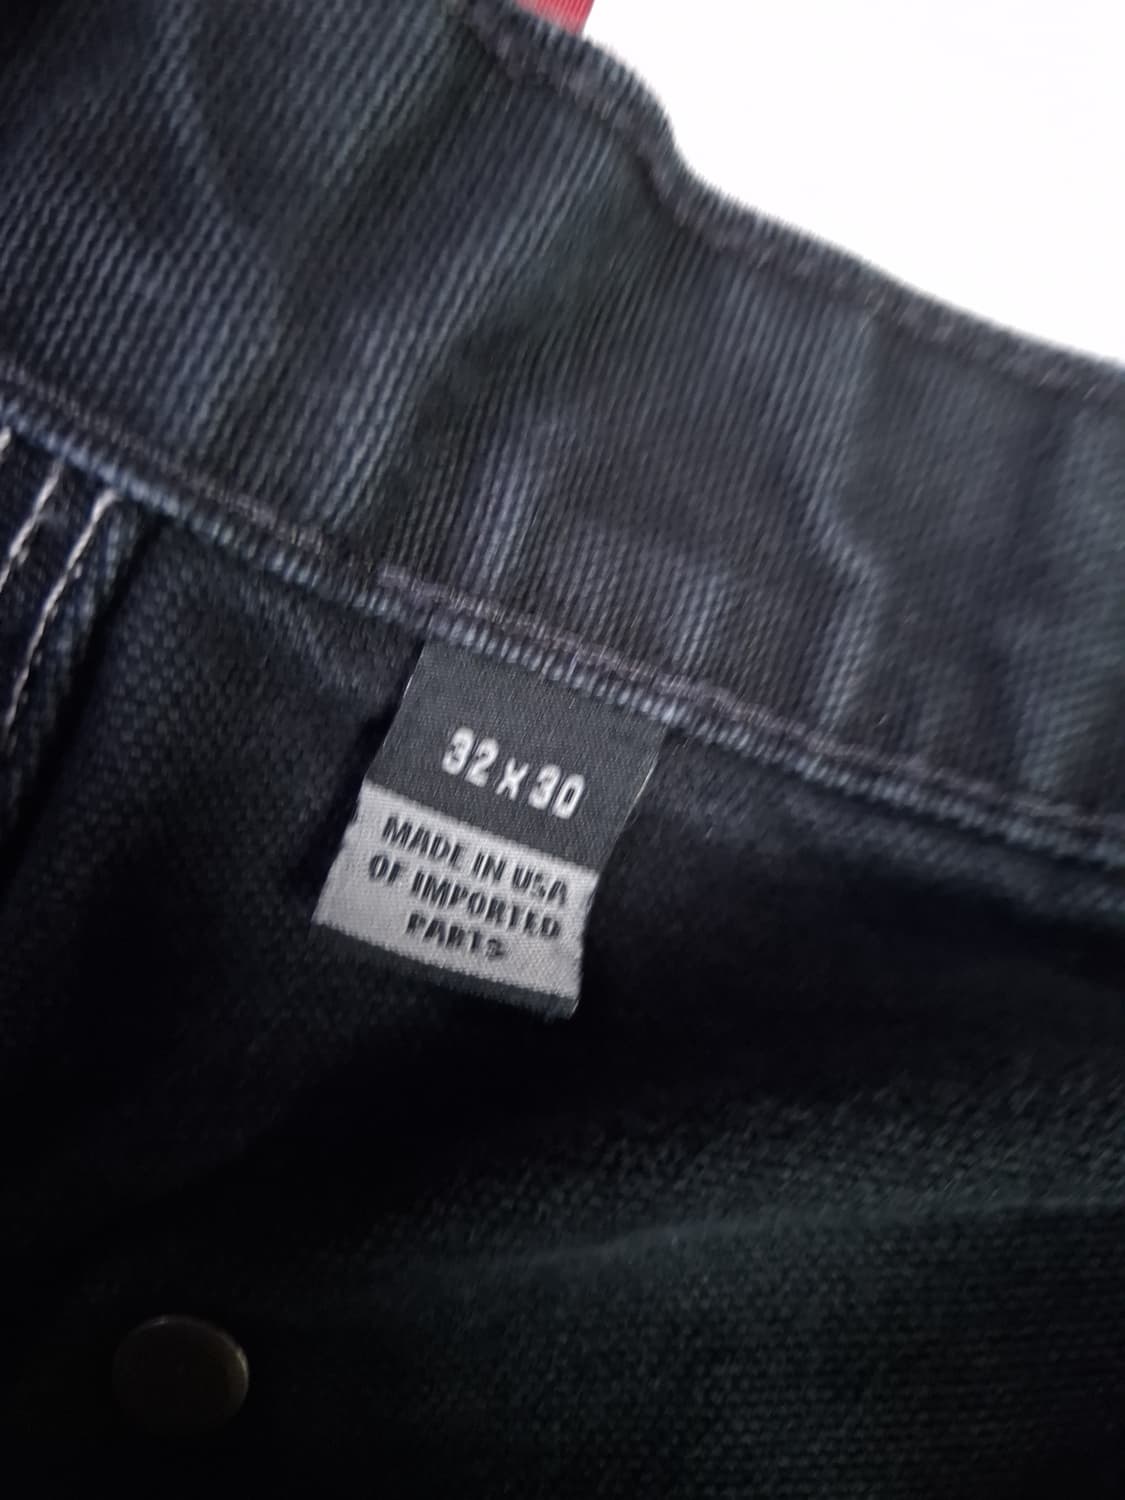 32 X 30
MADE IN USA
OF IMPORTED
PARTS